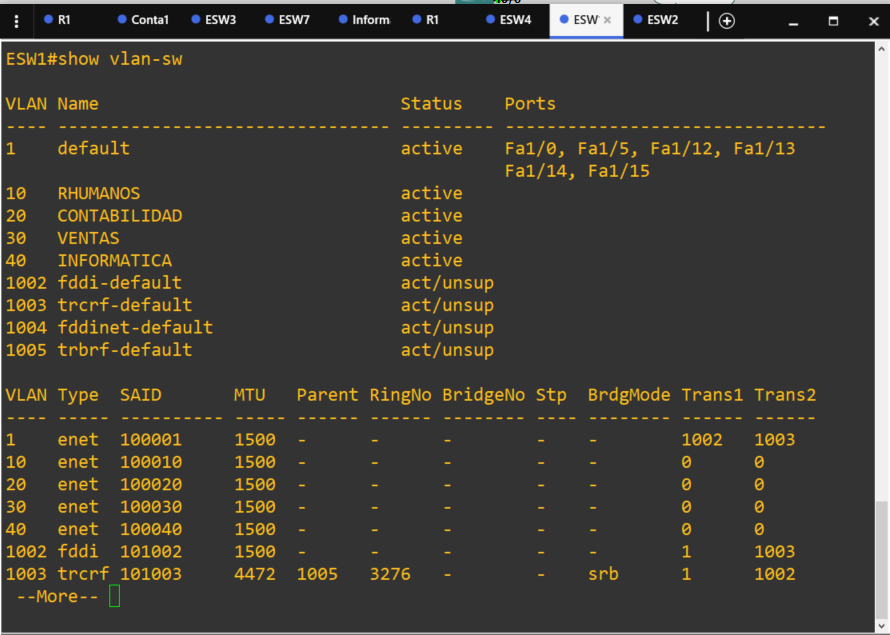 R1 Conta1 ESW3 ESW7 Inform R1 ESW4 ESW1 × ESW2
ESW1#show vlan-sw
VLAN Name                             Status    Ports
---- -------------------------------- --------- -------------------------------
1    default                          active    Fa1/0, Fa1/5, Fa1/12, Fa1/13
                                                Fa1/14, Fa1/15
10   RHUMANOS                         active
20   CONTABILIDAD                     active
30   VENTAS                           active
40   INFORMATICA                      active
1002 fddi-default                     act/unsup
1003 trcrf-default                    act/unsup
1004 fddinet-default                  act/unsup
1005 trbrf-default                    act/unsup
VLAN Type  SAID       MTU   Parent RingNo BridgeNo Stp  BrdgMode Trans1 Trans2
---- ----- ---------- ----- ------ ------ -------- ---- -------- ------ ------
1    enet  100001     1500  -      -      -        -    -        1002   1003
10   enet  100010     1500  -      -      -        -    -        0      0
20   enet  100020     1500  -      -      -        -    -        0      0
30   enet  100030     1500  -      -      -        -    -        0      0
40   enet  100040     1500  -      -      -        -    -        0      0
1002 fddi  101002     1500  -      -      -        -    -        1      1003
1003 trcrf 101003     4472  1005   3276   -        -    srb      1      1002
 --More--